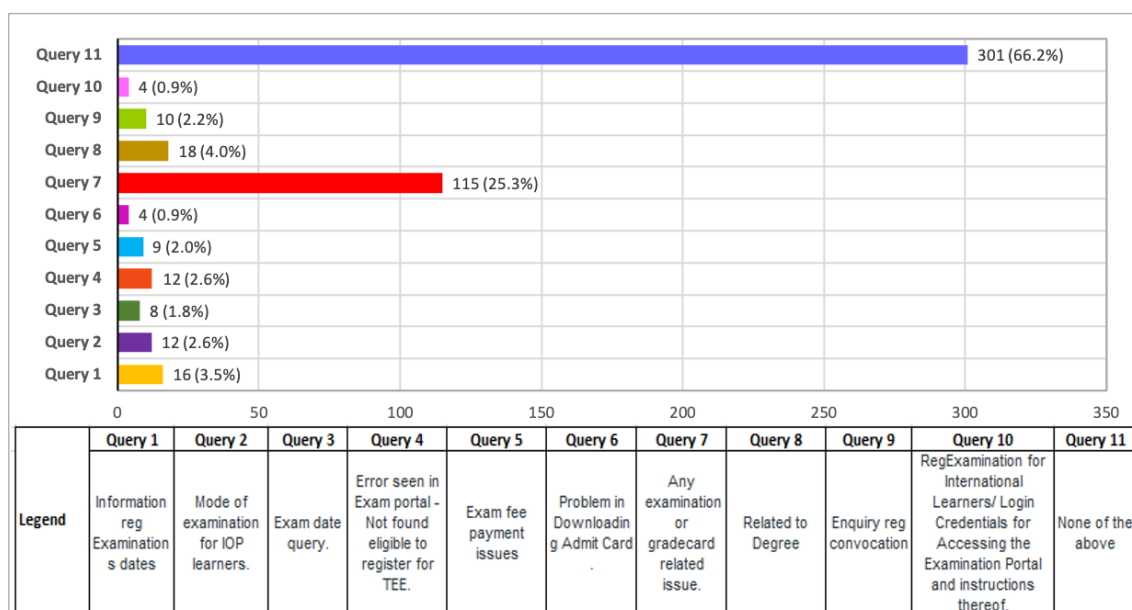 Query 11 301 (66.2%)
Query 10 4 (0.9%)
Query 9 10 (2.2%)
Query 8 18 (4.0%)
Query 7 115 (25.3%)
Query 6 4 (0.9%)
Query 5 9 (2.0%)
Query 4 12 (2.6%)
Query 3 8 (1.8%)
Query 2 12 (2.6%)
Query 1 16 (3.5%)
0 50 100 150 200 250 300 350
Legend
Query 1
Information
reg
Examination
s dates
Query 2
Mode of
examination
for IOP
learners.
Query 3
Exam date
query.
Query 4
Error seen in
Exam portal -
Not found
eligible to
register for
TEE.
Query 5
Exam fee
payment
issues
Query 6
Problem in
Downloadin
g Admit Card
.
Query 7
Any
examination
or
gradecard
related
issue.
Query 8
Related to
Degree
Query 9
Enquiry reg
convocation
Query 10
RegExamination for
International
Learners/ Login
Credentials for
Accessing the
Examination Portal
and instructions
thereof.
Query 11
None of the
above